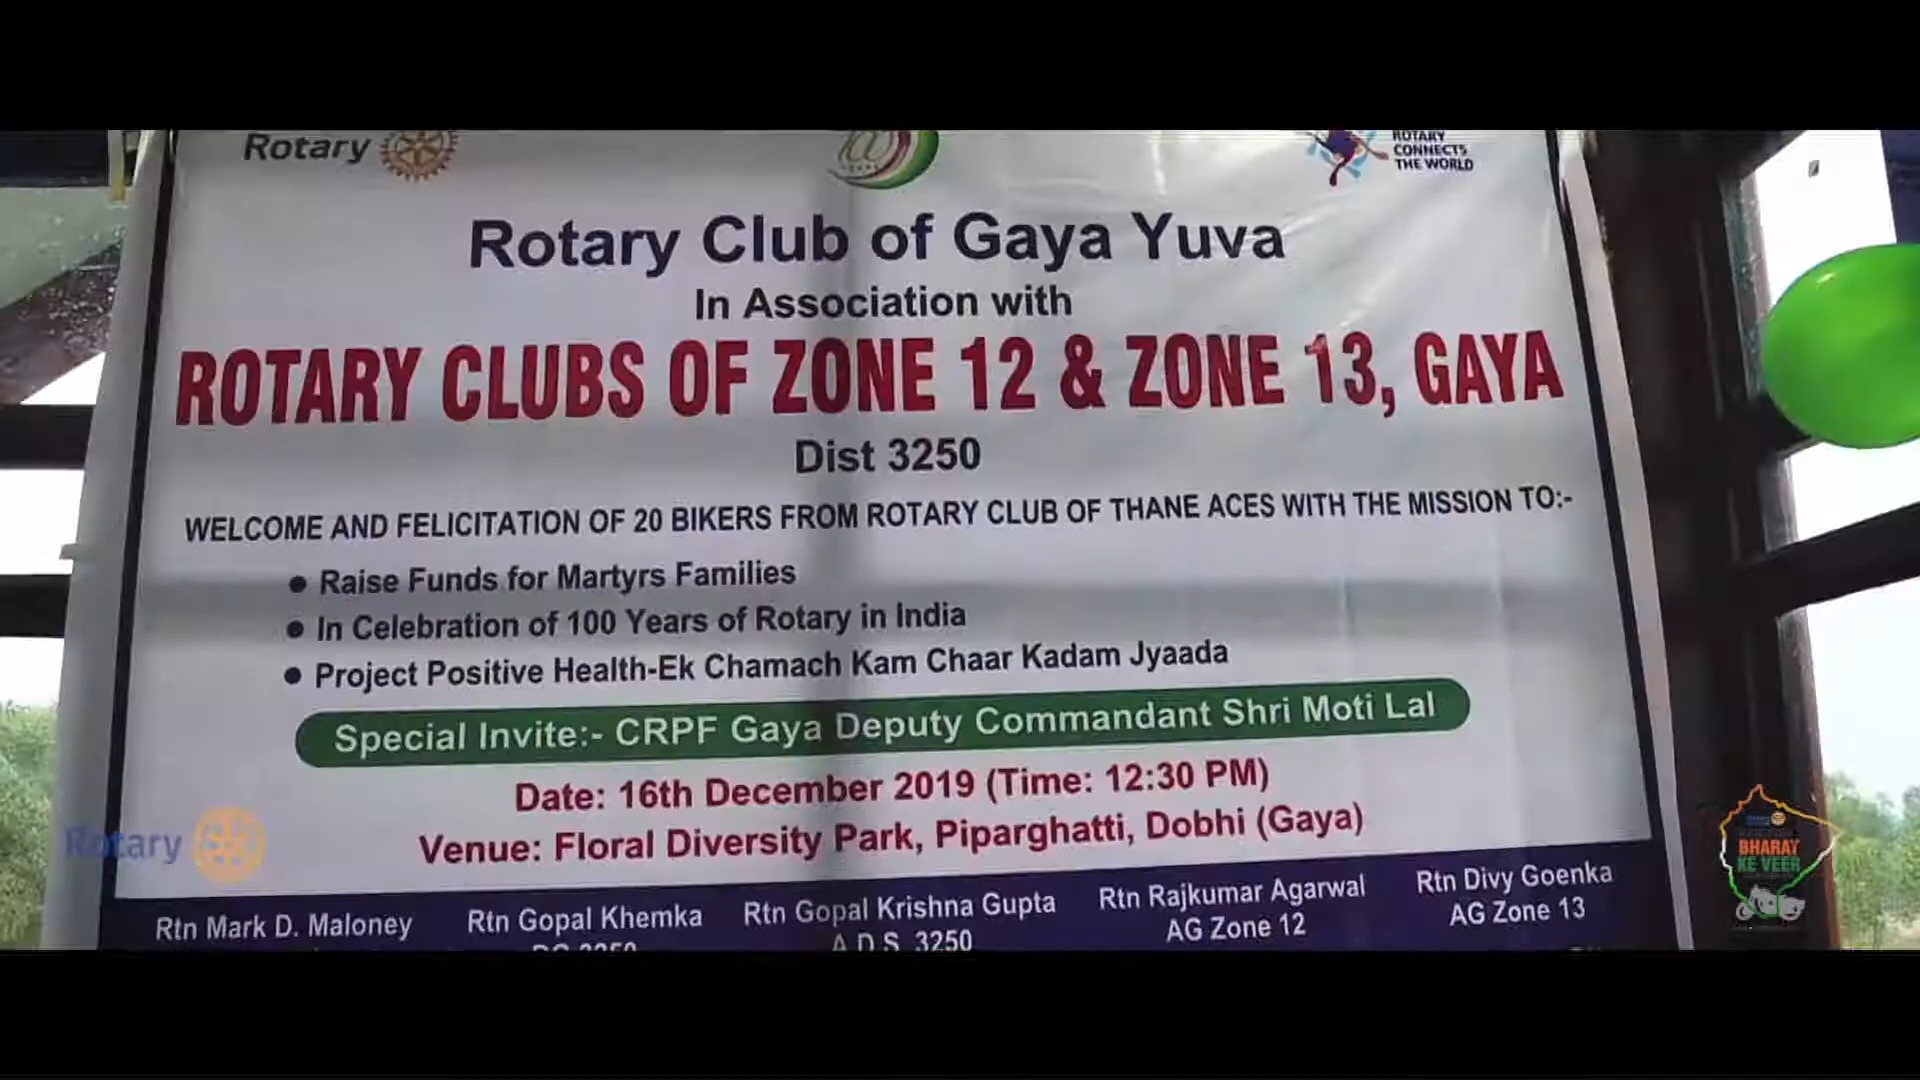 Rotary
ROTARY
CONNECTS
THE WORLD
Rotary Club of Gaya Yuva
In Association with
ROTARY CLUBS OF ZONE 12 & ZONE 13, GAYA
Dist 3250
WELCOME AND FELICITATION OF 20 BIKERS FROM ROTARY CLUB OF THANE ACES WITH THE MISSION TO:-
● Raise Funds for Martyrs Families
● In Celebration of 100 Years of Rotary in India
● Project Positive Health-Ek Chamach Kam Chaar Kadam Jyaada
Special Invite:- CRPF Gaya Deputy Commandant Shri Moti Lal
Date: 16th December 2019 (Time: 12:30 PM)
Venue: Floral Diversity Park, Piparghatti, Dobhi (Gaya)
Rotary
BHARAT
KE VEER
Rtn Mark D. Maloney
Rtn Gopal Khemka
Rtn Gopal Krishna Gupta
A.D.S. 3250
Rtn Rajkumar Agarwal
AG Zone 12
Rtn Divy Goenka
AG Zone 13